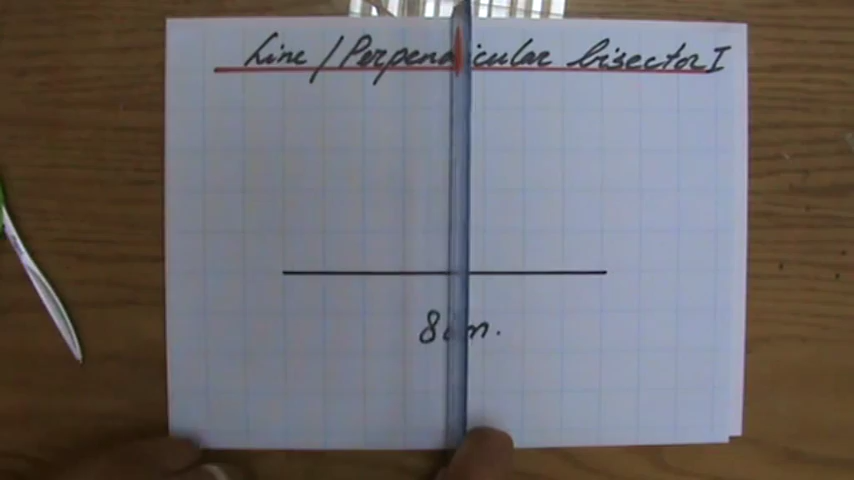 Line / Perpendicular bisector I
8cm.